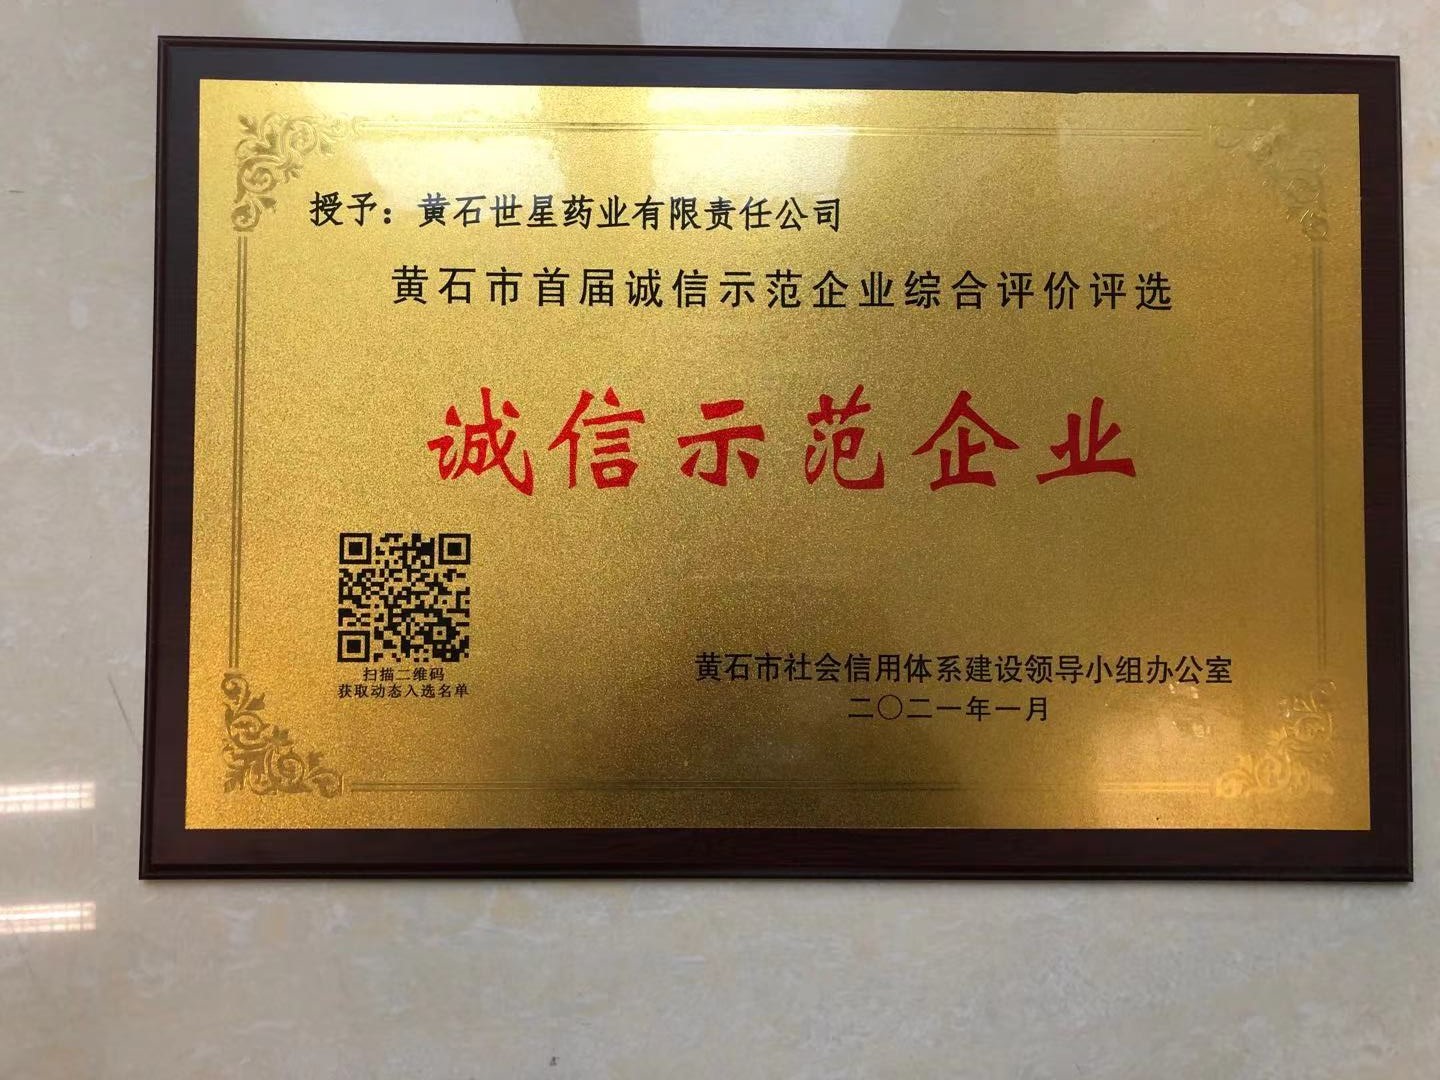 授予：黄石世星药业有限责任公司
黄石市首届诚信示范企业综合评价评选
诚信示范企业
扫描二维码
获取动态入选名单
黄石市社会信用体系建设领导小组办公室
二〇二一年一月